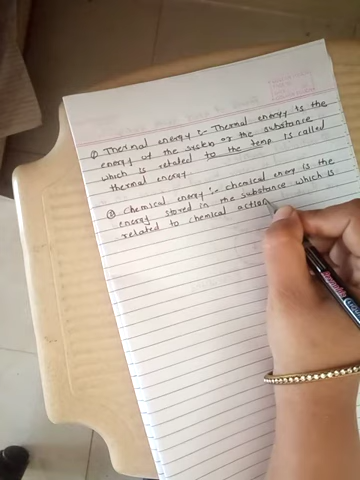 ① Thermal energy :- Thermal energy is the
energy of the system or the substance
which is related to the temp is called
thermal energy
② chemical energy :- chemical enery is the
energy stored in the substance which is
related to chemical action